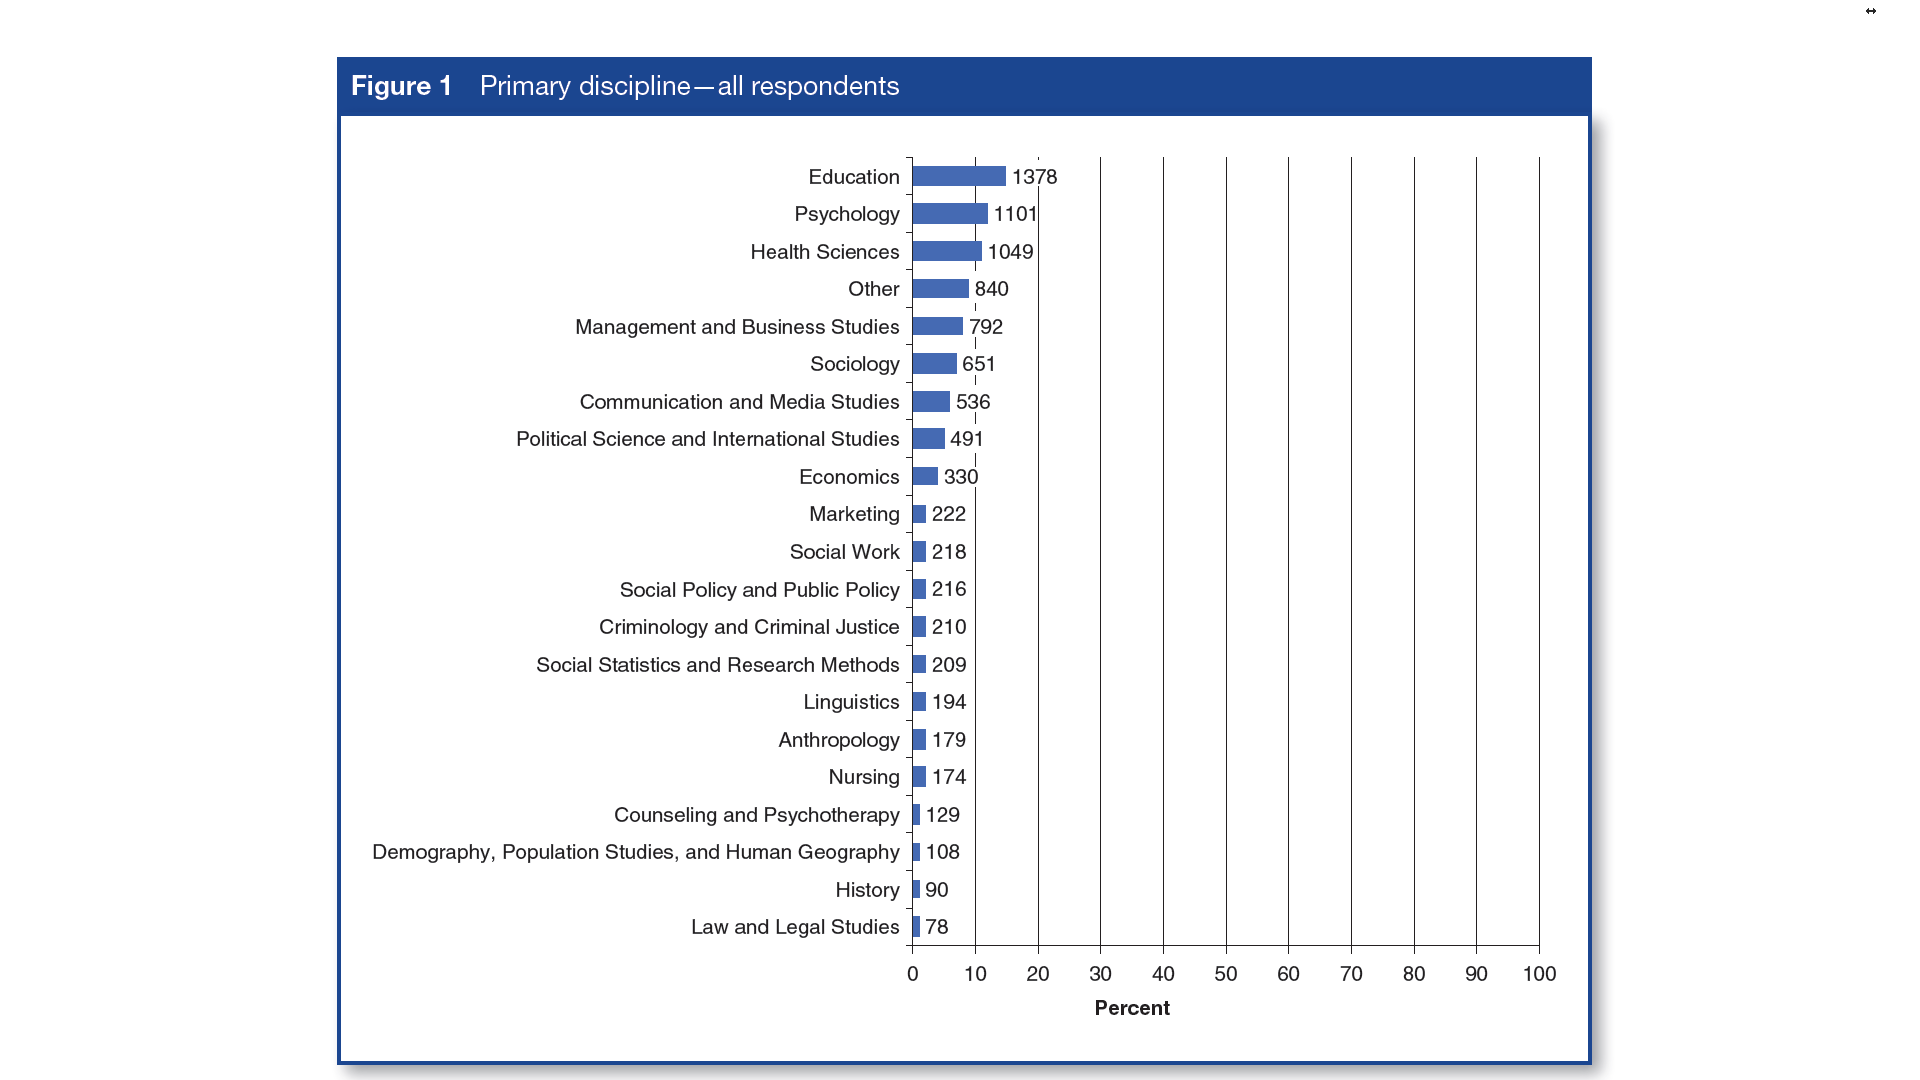 Figure 1 Primary discipline—all respondents
Education 1378
Psychology 1101
Health Sciences 1049
Other 840
Management and Business Studies 792
Sociology 651
Communication and Media Studies 536
Political Science and International Studies 491
Economics 330
Marketing 222
Social Work 218
Social Policy and Public Policy 216
Criminology and Criminal Justice 210
Social Statistics and Research Methods 209
Linguistics 194
Anthropology 179
Nursing 174
Counseling and Psychotherapy 129
Demography, Population Studies, and Human Geography 108
History 90
Law and Legal Studies 78
0 10 20 30 40 50 60 70 80 90 100
Percent